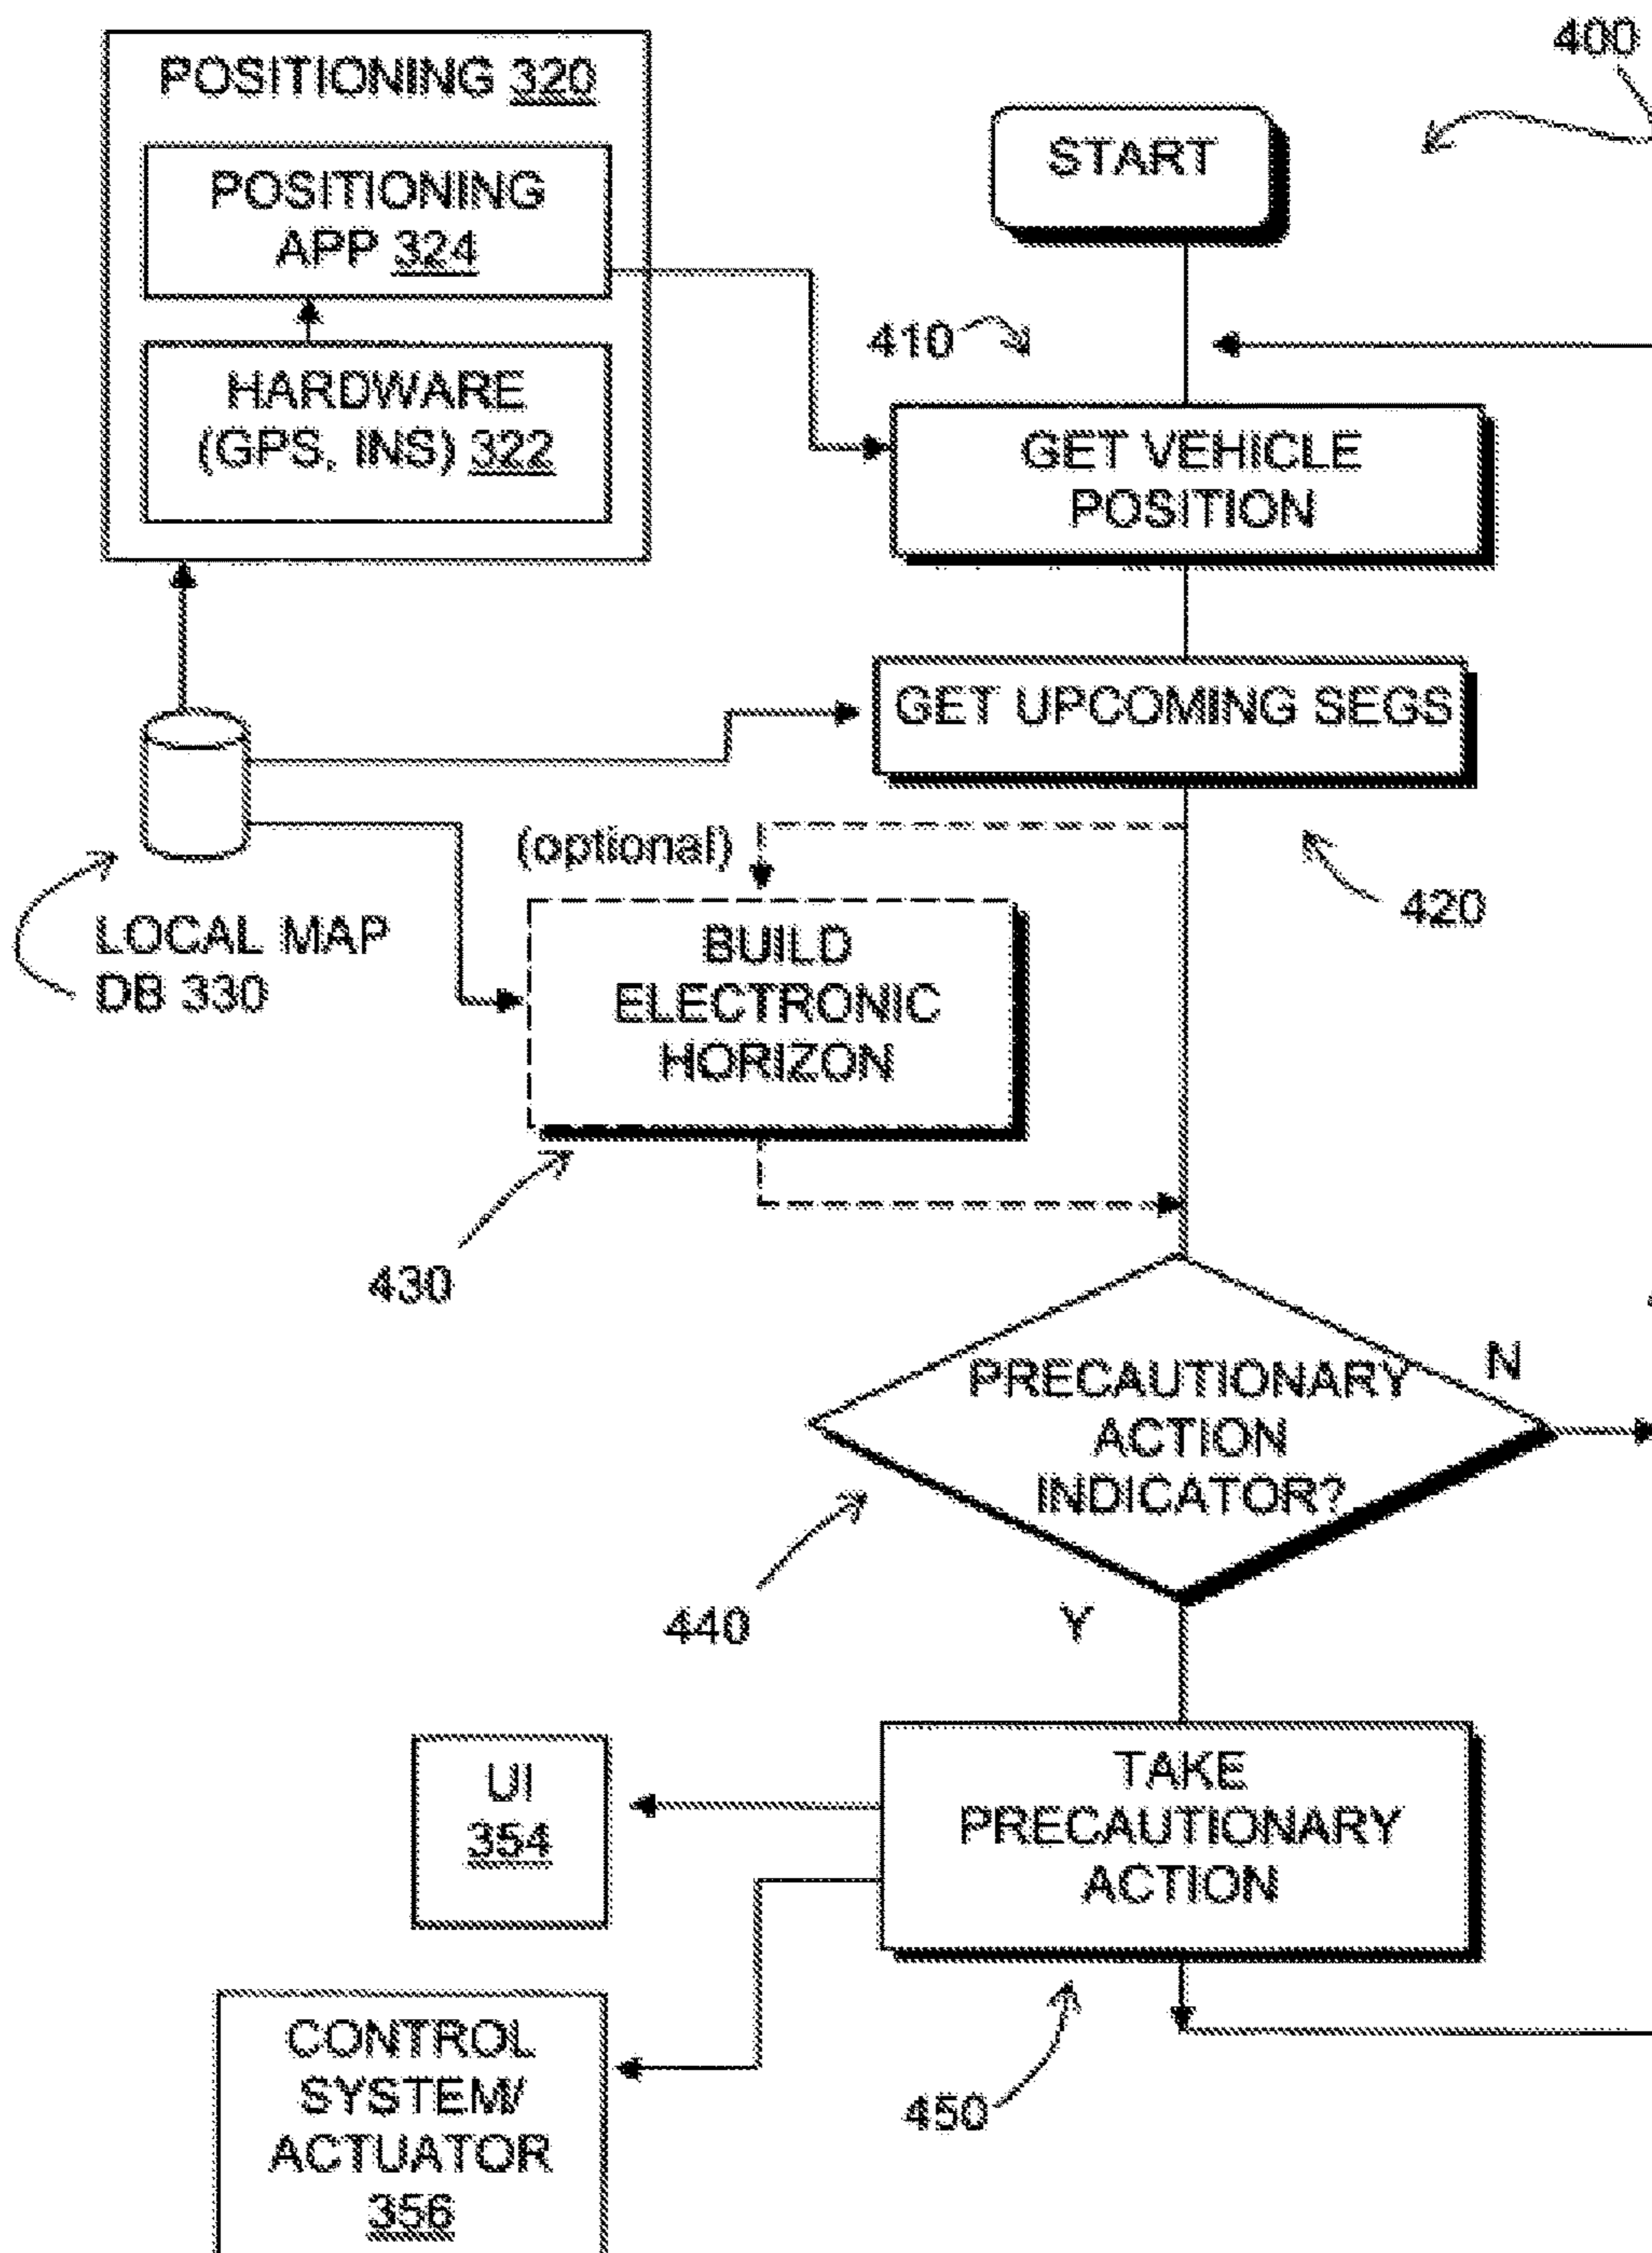 400
POSITIONING 320
POSITIONING
APP 324
HARDWARE
(GPS, INS) 322
START
410
GET VEHICLE
POSITION
GET UPCOMING SEGS
(optional)
420
LOCAL MAP
DB 330
BUILD
ELECTRONIC
HORIZON
430
PRECAUTIONARY
ACTION
INDICATOR?
N
440
Y
UI
354
TAKE
PRECAUTIONARY
ACTION
450
CONTROL
SYSTEM/
ACTUATOR
356